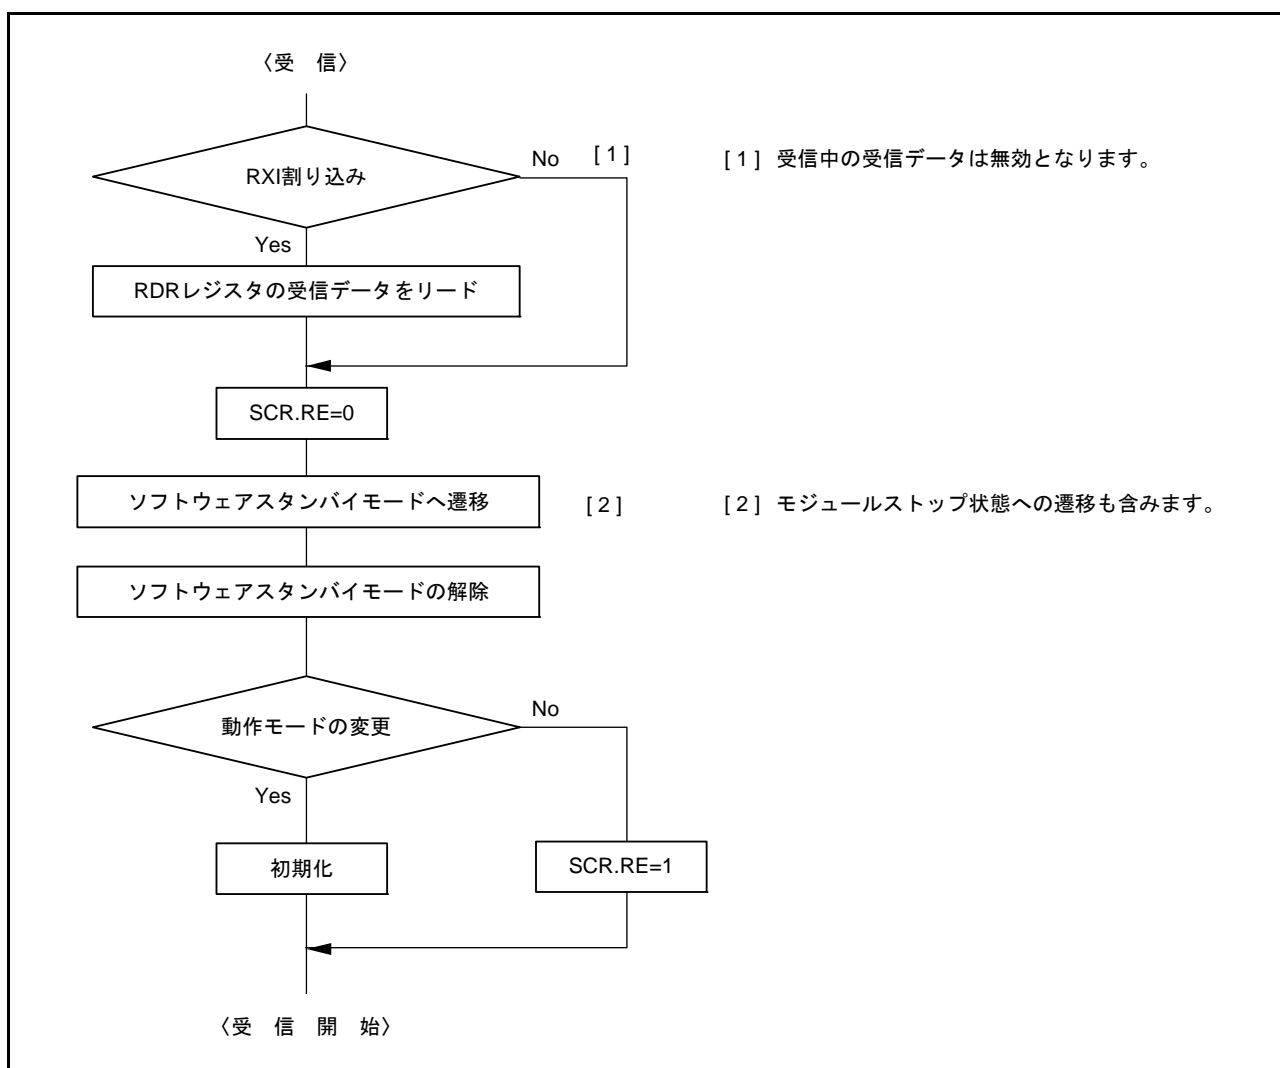 〈受 信〉
No [1] [1] 受信中の受信データは無効となります。
RXI割り込み
Yes
RDRレジスタの受信データをリード
SCR.RE=0
ソフトウェアスタンバイモードへ遷移 [2] [2] モジュールストップ状態への遷移も含みます。
ソフトウェアスタンバイモードの解除
No
動作モードの変更
Yes
初期化 SCR.RE=1
〈受 信 開 始〉